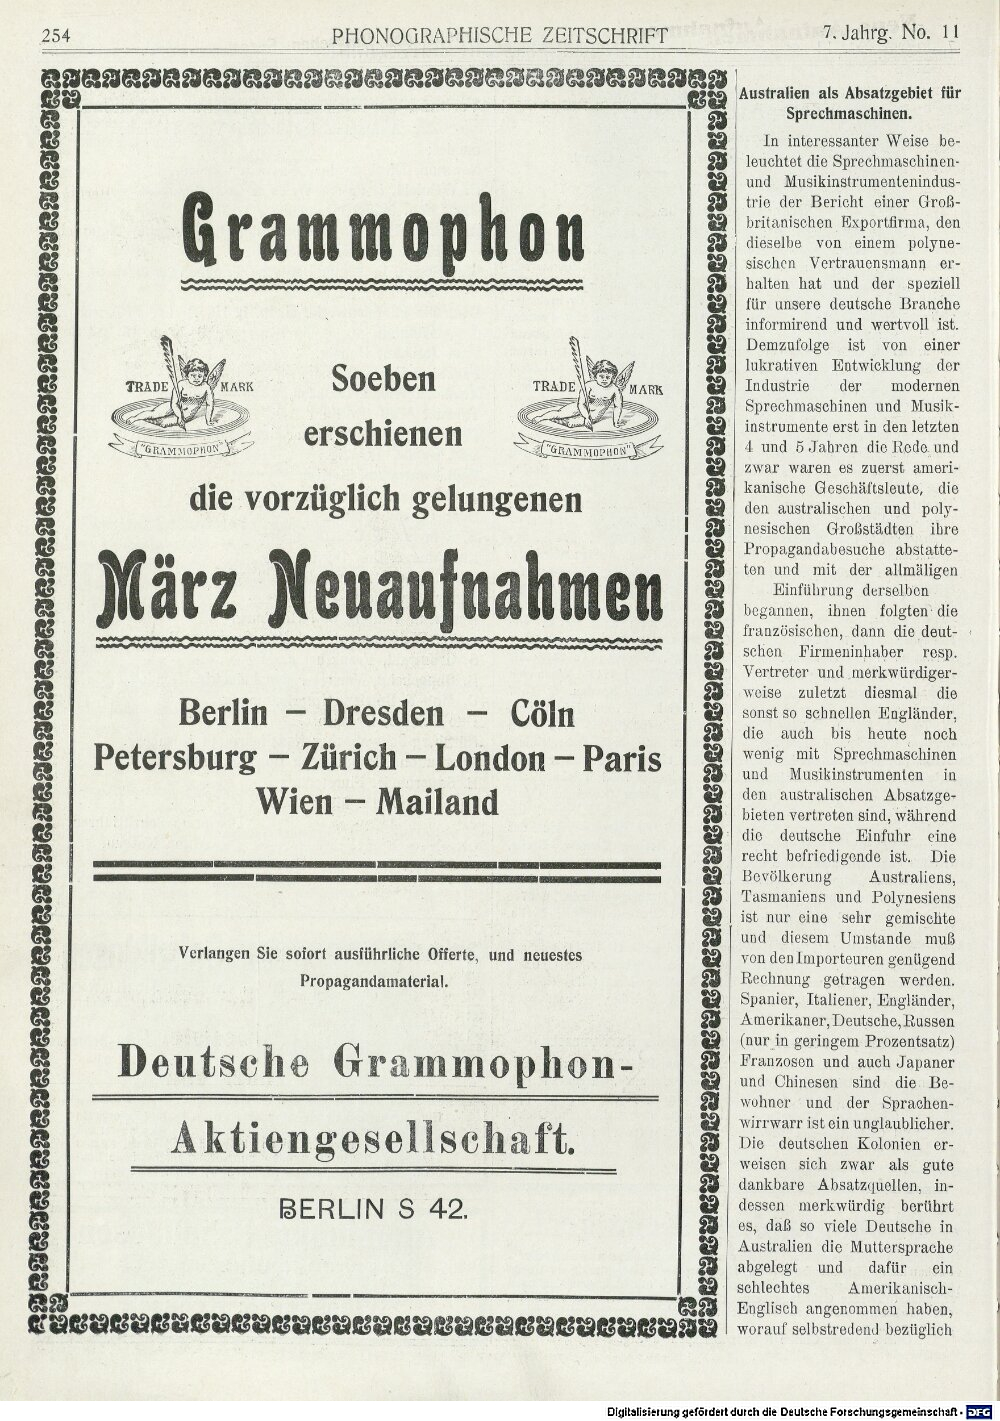 254
PHONOGRAPHISCHE ZEITSCHRIFT
7. Jahrg. No. 11
Grammophon
TRADE MARK
"GRAMMOPHON"
Soeben
erschienen
TRADE MARK
"GRAMMOPHON"
die vorzüglich gelungenen
März Neuaufnahmen
Berlin — Dresden — Cöln
Petersburg — Zürich — London — Paris
Wien — Mailand
Verlangen Sie sofort ausführliche Offerte, und neuestes
Propagandamaterial.
Deutsche Grammophon-
Aktiengesellschaft.
BERLIN S 42.
Australien als Absatzgebiet für
Sprechmaschinen.
In interessanter Weise be-
leuchtet die Sprechmaschinen-
und Musikinstrumentenindus-
trie der Bericht einer Groß-
britanischen Exportfirma, den
dieselbe von einem polyne-
sischen Vertrauensmann er-
halten hat und der speziell
für unsere deutsche Branche
informirend und wertvoll ist.
Demzufolge ist von einer
lukrativen Entwicklung der
Industrie der modernen
Sprechmaschinen und Musik-
instrumente erst in den letzten
4 und 5 Jahren die Rede und
zwar waren es zuerst ameri-
kanische Geschäftsleute, die
den australischen und poly-
nesischen Großstädten ihre
Propagandabesuche abstatte-
ten und mit der allmäligen
Einführung derselben
begannen, ihnen folgten die
französischen, dann die deut-
schen Firmeninhaber resp.
Vertreter und merkwürdiger-
weise zuletzt diesmal die
sonst so schnellen Engländer,
die auch bis heute noch
wenig mit Sprechmaschinen
und Musikinstrumenten in
den australischen Absatzge-
bieten vertreten sind, während
die deutsche Einfuhr eine
recht befriedigende ist. Die
Bevölkerung Australiens,
Tasmaniens und Polynesiens
ist nur eine sehr gemischte
und diesem Umstande muß
von den Importeuren genügend
Rechnung getragen werden.
Spanier, Italiener, Engländer,
Amerikaner, Deutsche, Russen
(nur in geringem Prozentsatz)
Franzosen und auch Japaner
und Chinesen sind die Be-
wohner und der Sprachen-
wirrwarr ist ein unglaublicher.
Die deutschen Kolonien er-
weisen sich zwar als gute
dankbare Absatzquellen, in-
dessen merkwürdig berührt
es, daß so viele Deutsche in
Australien die Muttersprache
abgelegt und dafür ein
schlechtes Amerikanisch-
Englisch angenommen haben,
worauf selbstredend bezüglich
Digitalisierung gefördert durch die Deutsche Forschungsgemeinschaft - DFG